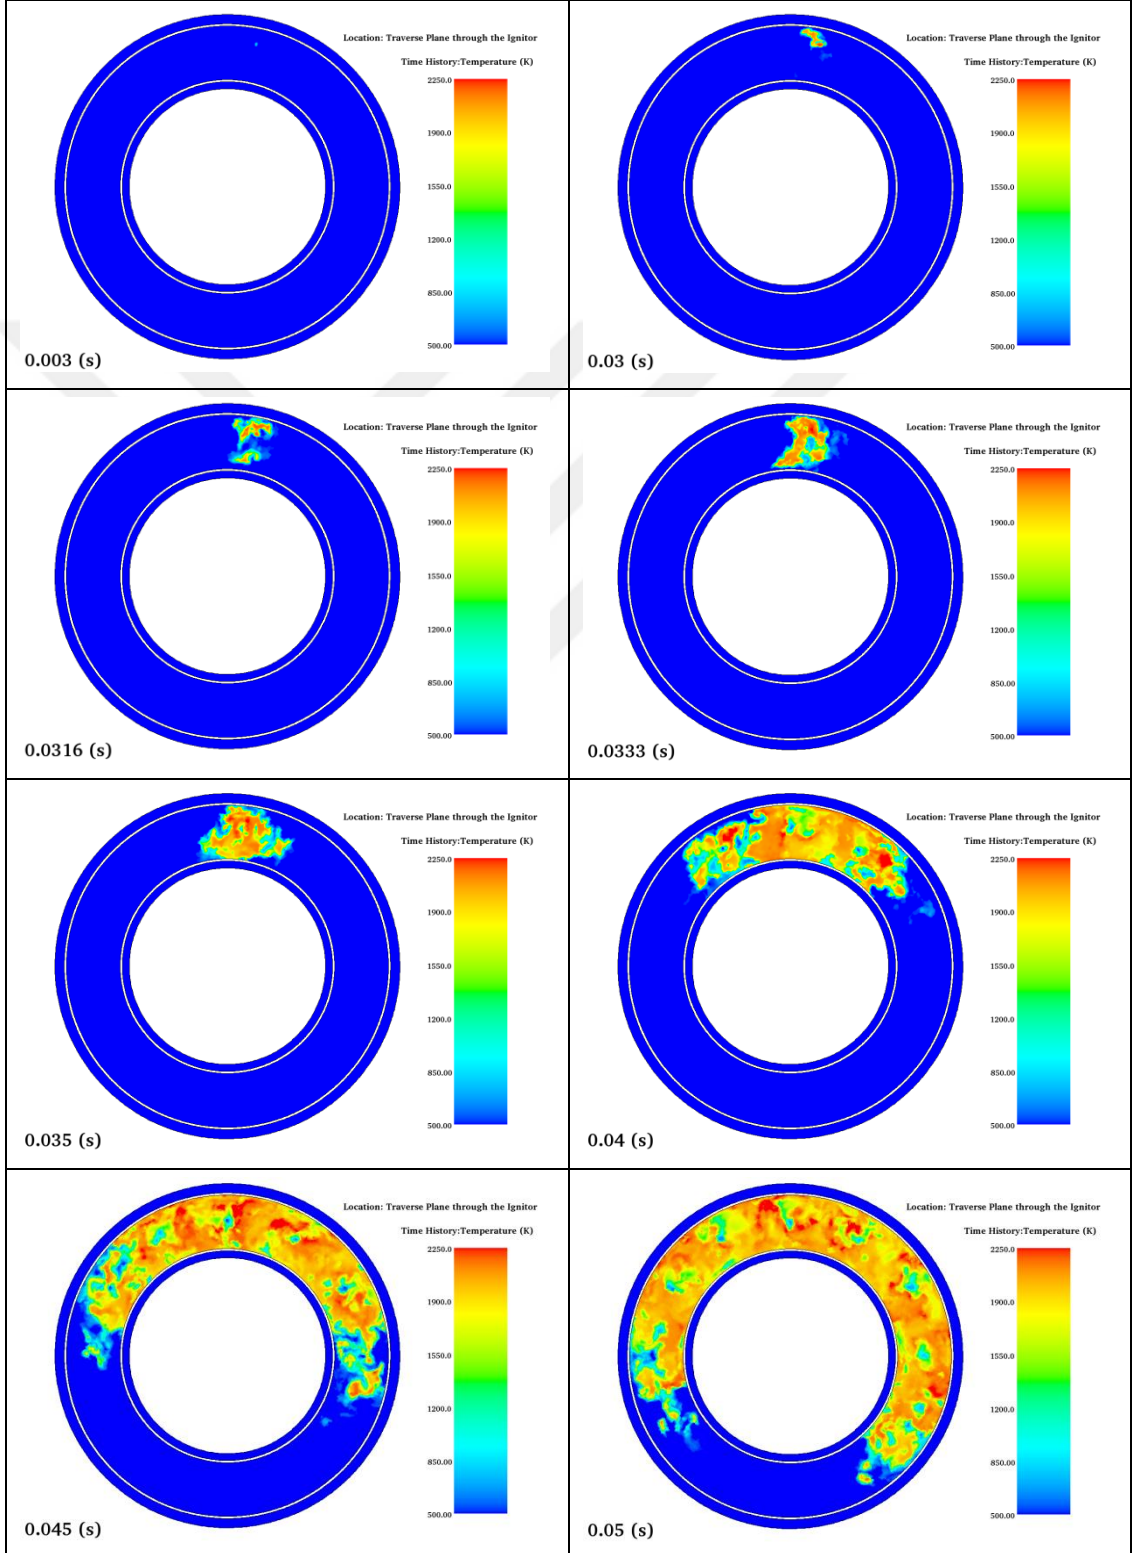 Location: Traverse Plane through the Ignitor
Time History:Temperature (K)
2250.0
1900.0
1550.0
1200.0
850.00
500.00
0.003 (s)
Location: Traverse Plane through the Ignitor
Time History:Temperature (K)
2250.0
1900.0
1550.0
1200.0
850.00
500.00
0.03 (s)
Location: Traverse Plane through the Ignitor
Time History:Temperature (K)
2250.0
1900.0
1550.0
1200.0
850.00
500.00
0.0316 (s)
Location: Traverse Plane through the Ignitor
Time History:Temperature (K)
2250.0
1900.0
1550.0
1200.0
850.00
500.00
0.0333 (s)
Location: Traverse Plane through the Ignitor
Time History:Temperature (K)
2250.0
1900.0
1550.0
1200.0
850.00
500.00
0.035 (s)
Location: Traverse Plane through the Ignitor
Time History:Temperature (K)
2250.0
1900.0
1550.0
1200.0
850.00
500.00
0.04 (s)
Location: Traverse Plane through the Ignitor
Time History:Temperature (K)
2250.0
1900.0
1550.0
1200.0
850.00
500.00
0.045 (s)
Location: Traverse Plane through the Ignitor
Time History:Temperature (K)
2250.0
1900.0
1550.0
1200.0
850.00
500.00
0.05 (s)